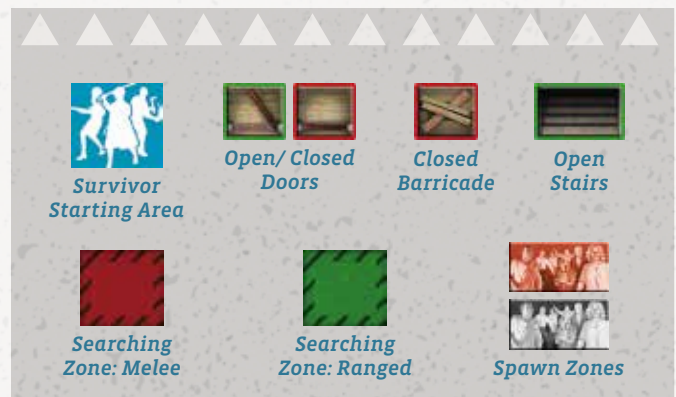 Open/ Closed
Doors
Closed
Barricade
Open
Stairs
Survivor
Starting Area
Searching
Zone: Melee
Searching
Zone: Ranged
Spawn Zones